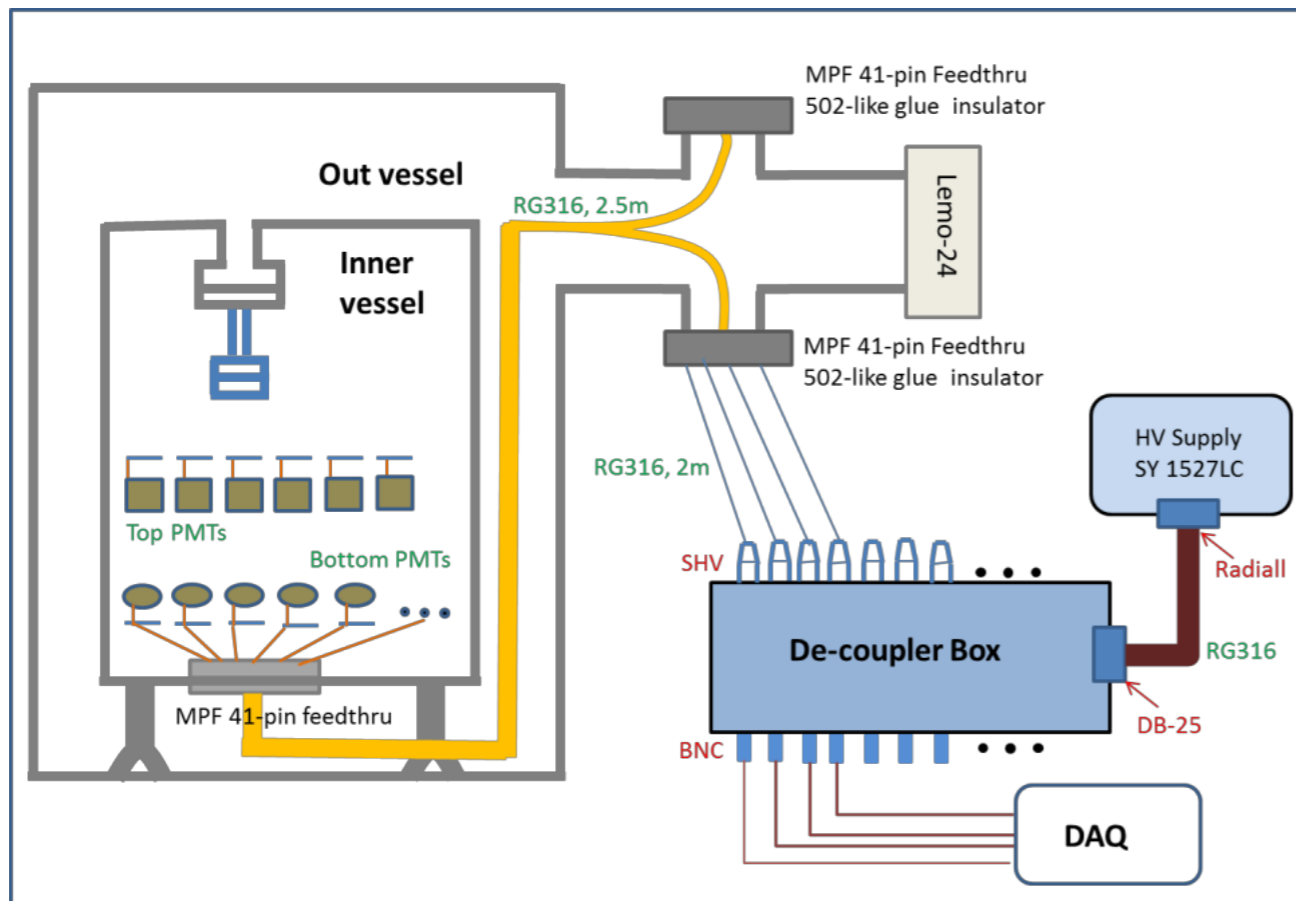 MPF 41-pin Feedthru
502-like glue  insulator
Out vessel
RG316, 2.5m
Lemo-24
Inner
vessel
MPF 41-pin Feedthru
502-like glue  insulator
HV Supply
SY 1527LC
RG316, 2m
Top PMTs
Bottom PMTs
SHV
Radiall
De-coupler Box
RG316
MPF 41-pin feedthru
DB-25
BNC
DAQ